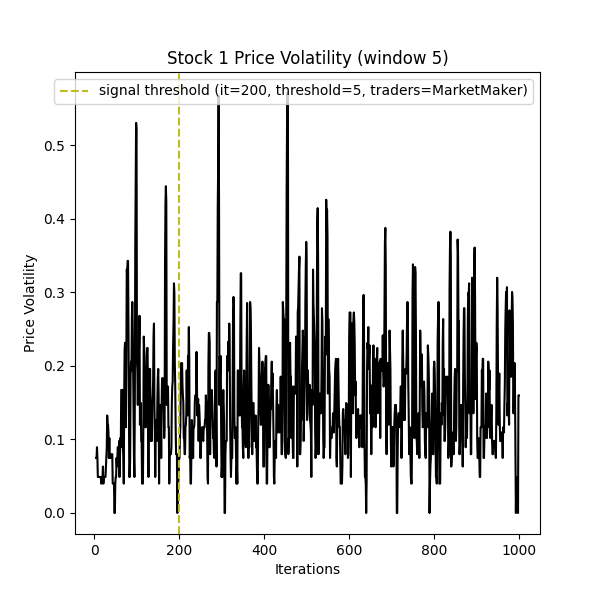 Stock 1 Price Volatility (window 5)
signal threshold (it=200, threshold=5, traders=MarketMaker)
Price Volatility
0.5
0.4
0.3
0.2
0.1
0.0
0 200 400 600 800 1000
Iterations